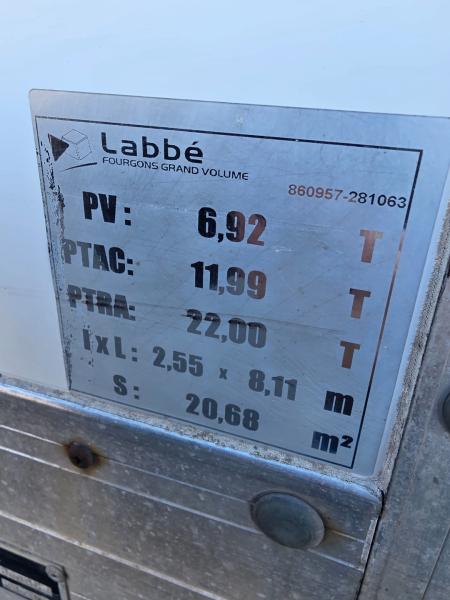 Labbé
FOURGONS GRAND VOLUME
860957-281063
PV: 6,92 T
PTAC: 11,99 T
PTRA: 22,00 T
l x L: 2,55 x 8,11 m
S: 20,68 m²